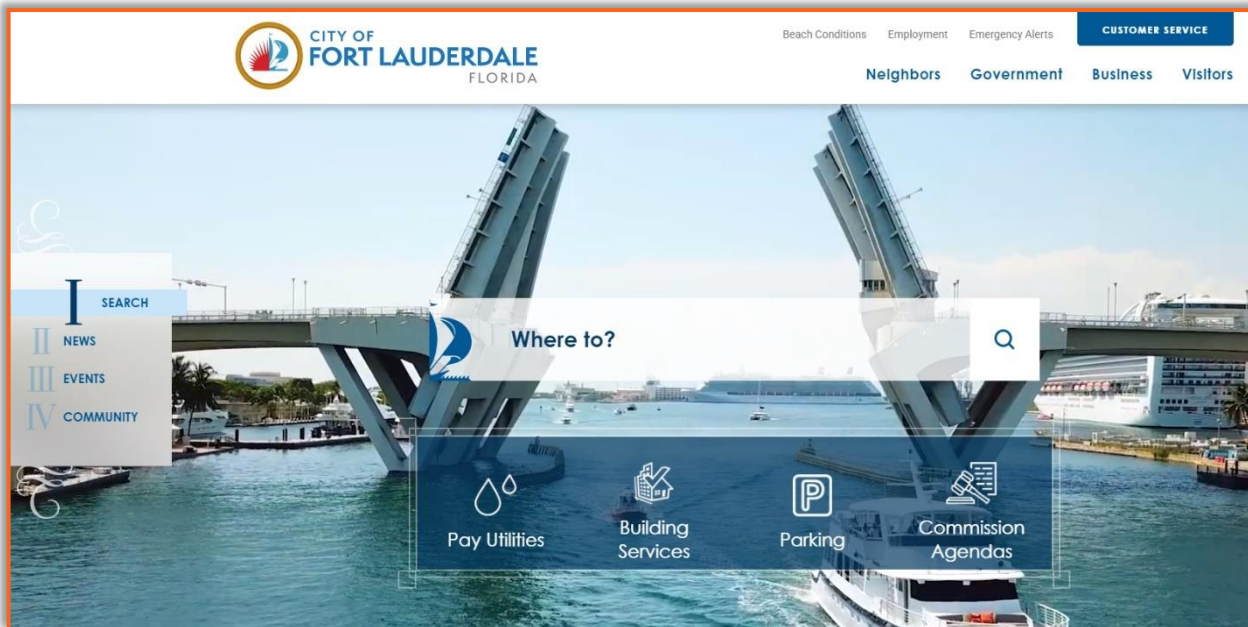 CITY OF
FORT LAUDERDALE
FLORIDA
Beach Conditions Employment Emergency Alerts CUSTOMER SERVICE
Neighbors Government Business Visitors
I SEARCH
II NEWS
III EVENTS
IV COMMUNITY
Where to?
P
Pay Utilities
Building
Services
Parking
Commission
Agendas